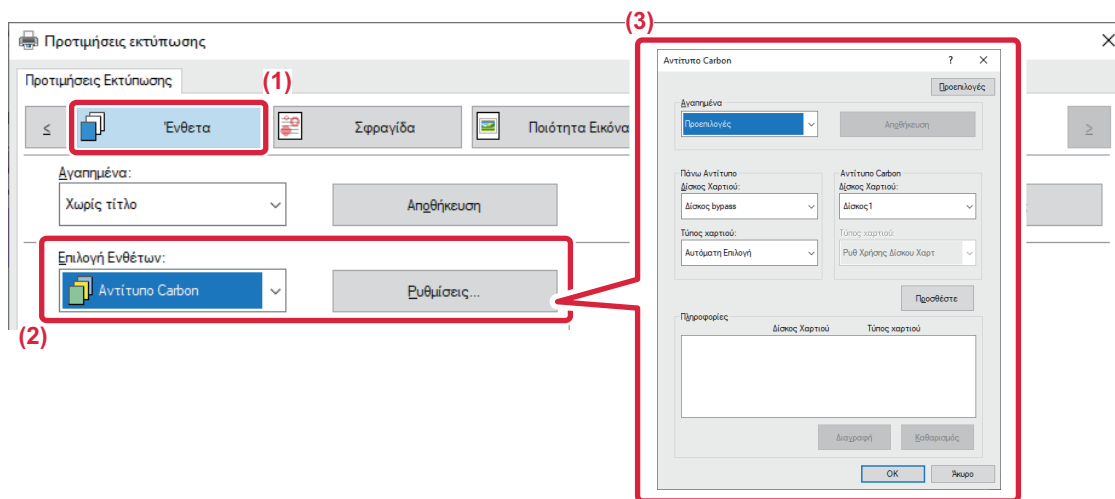 (3)
Προτιμήσεις εκτύπωσης
Προτιμήσεις Εκτύπωσης
(1)
≤ Ένθετα Σφραγίδα Ποιότητα Εικόνα ≥
Αγαπημένα:
Χωρίς τίτλο Αποθήκευση
Επιλογή Ενθέτων:
Αντίτυπο Carbon Ρυθμίσεις...
(2)
Αντίτυπο Carbon ? ×
Προεπιλογές
Αγαπημένα
Προεπιλογές Αποθήκευση
Πάνω Αντίτυπο Αντίτυπο Carbon
Δίσκος Χαρτιού: Δίσκος Χαρτιού:
Δίσκος bypass Δίσκος1
Τύπος χαρτιού: Τύπος χαρτιού:
Αυτόματη Επιλογή Ρυθ Χρήσης Δίσκου Χαρτ
Προσθέστε
Πληροφορίες
Δίσκος Χαρτιού Τύπος χαρτιού
Διαγραφή Καθαρισμός
OK Άκυρο